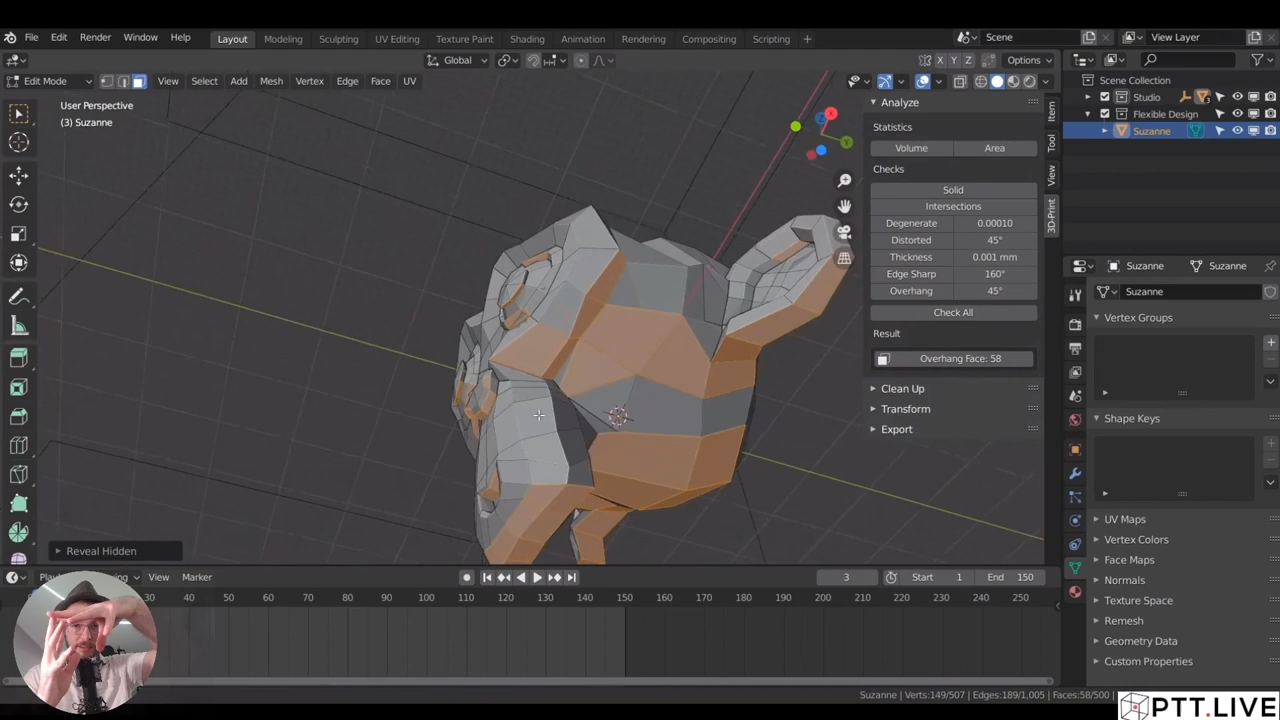 File Edit Render Window Help Layout Modeling Sculpting UV Editing Texture Paint Shading Animation Rendering Compositing Scripting + Scene View Layer
Global X Y Z Options
Edit Mode View Select Add Mesh Vertex Edge Face UV
User Perspective
(3) Suzanne
X
Y
Z
Analyze
Statistics
Volume Area
Checks
Solid
Intersections
Degenerate 0.00010
Distorted 45°
Thickness 0.001 mm
Edge Sharp 160°
Overhang 45°
Check All
Result
Overhang Face: 58
Clean Up
Transform
Export
Item
Tool
View
3D-Print
Scene Collection
Studio 3
Flexible Design
Suzanne
Suzanne Suzanne
Suzanne
Vertex Groups
Shape Keys
UV Maps
Vertex Colors
Face Maps
Normals
Texture Space
Remesh
Geometry Data
Custom Properties
Reveal Hidden
View Marker 3 Start 1 End 150
30 40 50 60 70 80 90 100 110 120 130 140 150 160 170 180 190 200 210 220 230 240 250
Suzanne | Verts:149/507 | Edges:189/1,005 | Faces:58/500
PTT.LIVE